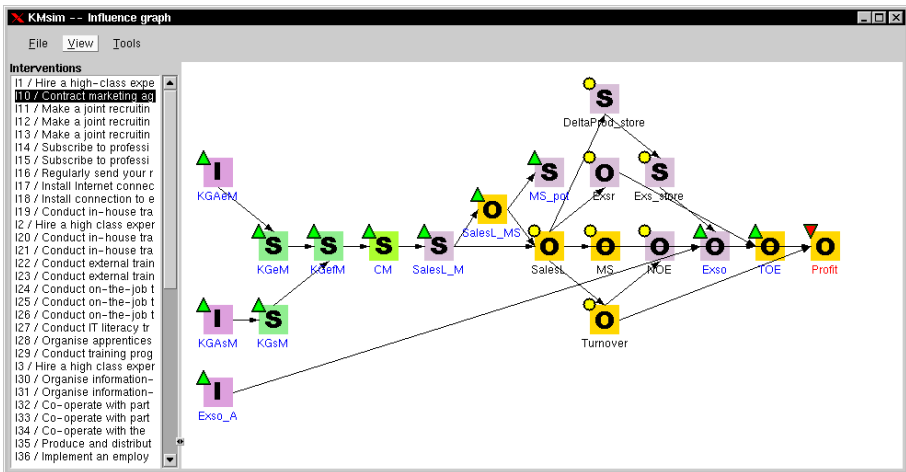 KMsim -- Influence graph
File View Tools
Interventions
I1 / Hire a high-class expe
I10 / Contract marketing ag
I11 / Make a joint recruitin
I12 / Make a joint recruitin
I13 / Make a joint recruitin
I14 / Subscribe to professi
I15 / Subscribe to professi
I16 / Regularly send your r
I17 / Install Internet connec
I18 / Install connection to e
I19 / Conduct in-house tra
I2 / Hire a high class exper
I20 / Conduct in-house tra
I21 / Conduct in-house tra
I22 / Conduct external train
I23 / Conduct external train
I24 / Conduct on-the-job t
I25 / Conduct on-the-job t
I26 / Conduct on-the-job t
I27 / Conduct IT literacy tr
I28 / Organise apprentices
I29 / Conduct training prog
I3 / Hire a high class exper
I30 / Organise information-
I31 / Organise information-
I32 / Co-operate with part
I33 / Co-operate with part
I34 / Co-operate with the
I35 / Produce and distribut
I36 / Implement an employ
S
DeltaProd_store
I
KGAeM
S
MS_pot
O
Exsr
S
Exs_store
O
SalesL_MS
S
KGeM
S
KGefM
S
CM
S
SalesL_M
O
SalesL
O
MS
O
NOE
O
Exso
O
TOE
O
Profit
I
KGAsM
S
KGsM
O
Turnover
I
Exso_A